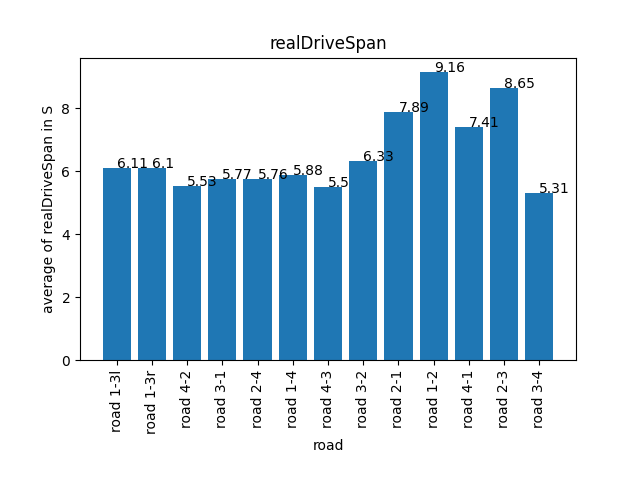 realDriveSpan
average of realDriveSpan in S
8
6
4
2
0
6.11
6.1
5.53
5.77
5.76
5.88
5.5
6.33
7.89
9.16
7.41
8.65
5.31
road 1-3l
road 1-3r
road 4-2
road 3-1
road 2-4
road 1-4
road 4-3
road 3-2
road 2-1
road 1-2
road 4-1
road 2-3
road 3-4
road